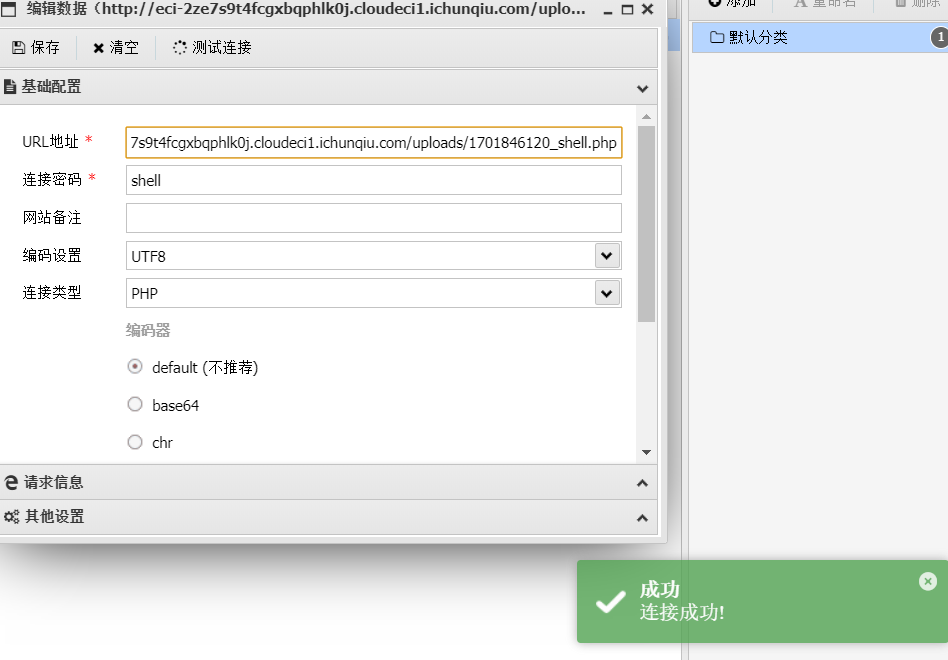 编辑数据（http://eci-2ze7s9t4fcgxbqphlk0j.cloudeci1.ichunqiu.com/uplo...
添加 重命名 删除
保存 清空 测试连接
默认分类 1
基础配置
URL地址 * 7s9t4fcgxbqphlk0j.cloudeci1.ichunqiu.com/uploads/1701846120_shell.php
连接密码 * shell
网站备注
编码设置 UTF8
连接类型 PHP
编码器
default (不推荐)
base64
chr
请求信息
其他设置
成功
连接成功!